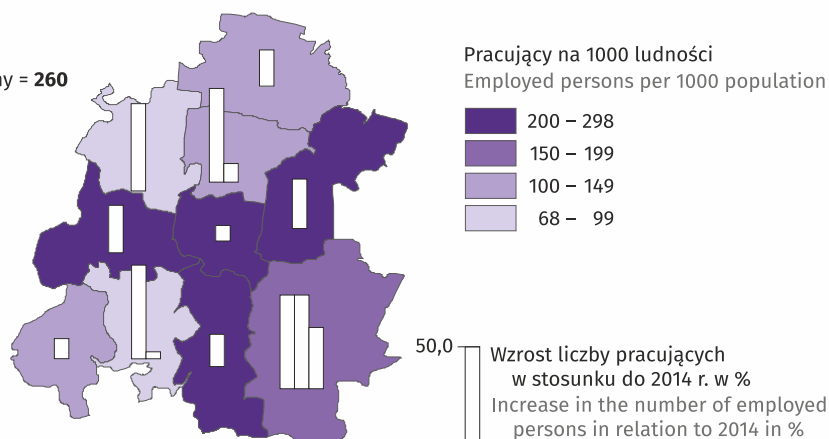 ny = 260
Pracujący na 1000 ludności
Employed persons per 1000 population
200 – 298
150 – 199
100 – 149
68 – 99
50,0
Wzrost liczby pracujących
w stosunku do 2014 r. w %
Increase in the number of employed
persons in relation to 2014 in %